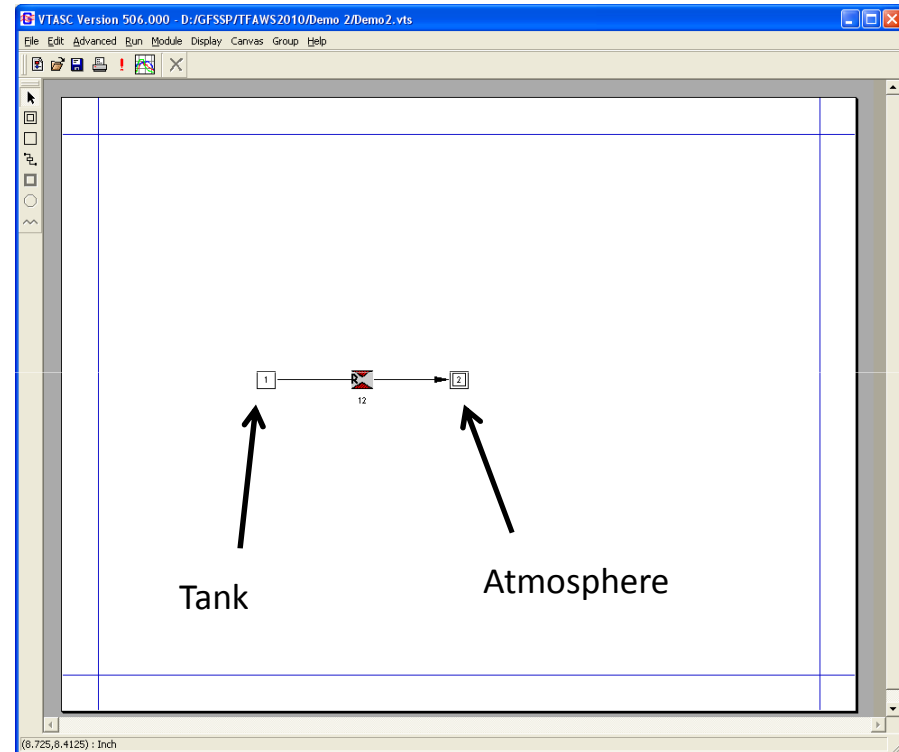 VTASC Version 506.000 - D:/GFSSP/TFAWS2010/Demo 2/Demo2.vts
File Edit Advanced Run Module Display Canvas Group Help
1 R 2
12
Tank Atmosphere
(8.725,8.4125) : Inch